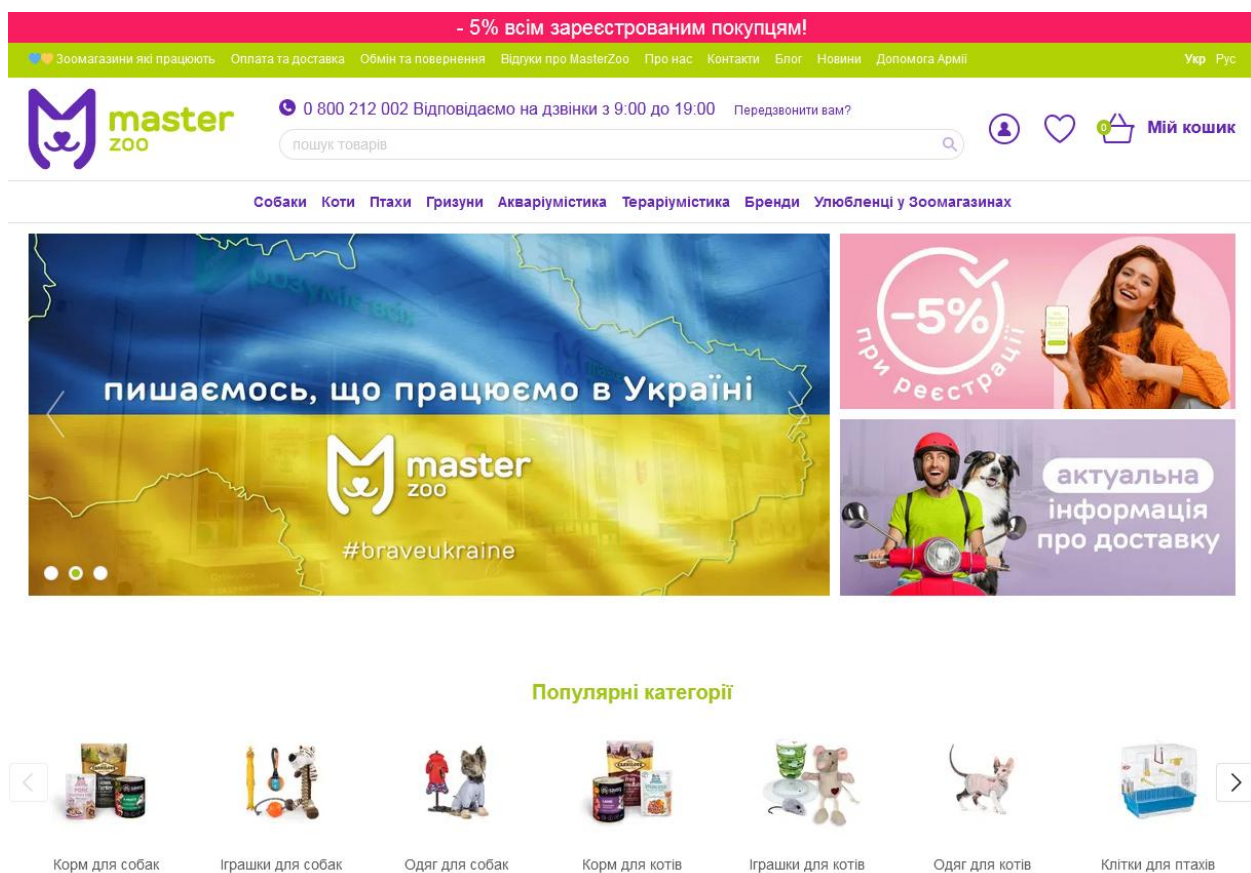 - 5% всім зареєстрованим покупцям!
Зоомагазини які працюють Оплата та доставка Обмін та повернення Відгуки про MasterZoo Про нас Контакти Блог Новини Допомога Армії Укр Рус
master
zoo
0 800 212 002 Відповідаємо на дзвінки з 9:00 до 19:00 Передзвонити вам?
пошук товарів
0 Мій кошик
Собаки Коти Птахи Гризуни Акваріумістика Тераріумістика Бренди Улюбленці у Зоомагазинах
розуміє всіх
пишаємось, що працюємо в Україні
master
zoo
#braveukraine
-5%
при реєстрації
актуальна
інформація
про доставку
Популярні категорії
Корм для собак Іграшки для собак Одяг для собак Корм для котів Іграшки для котів Одяг для котів Клітки для птахів